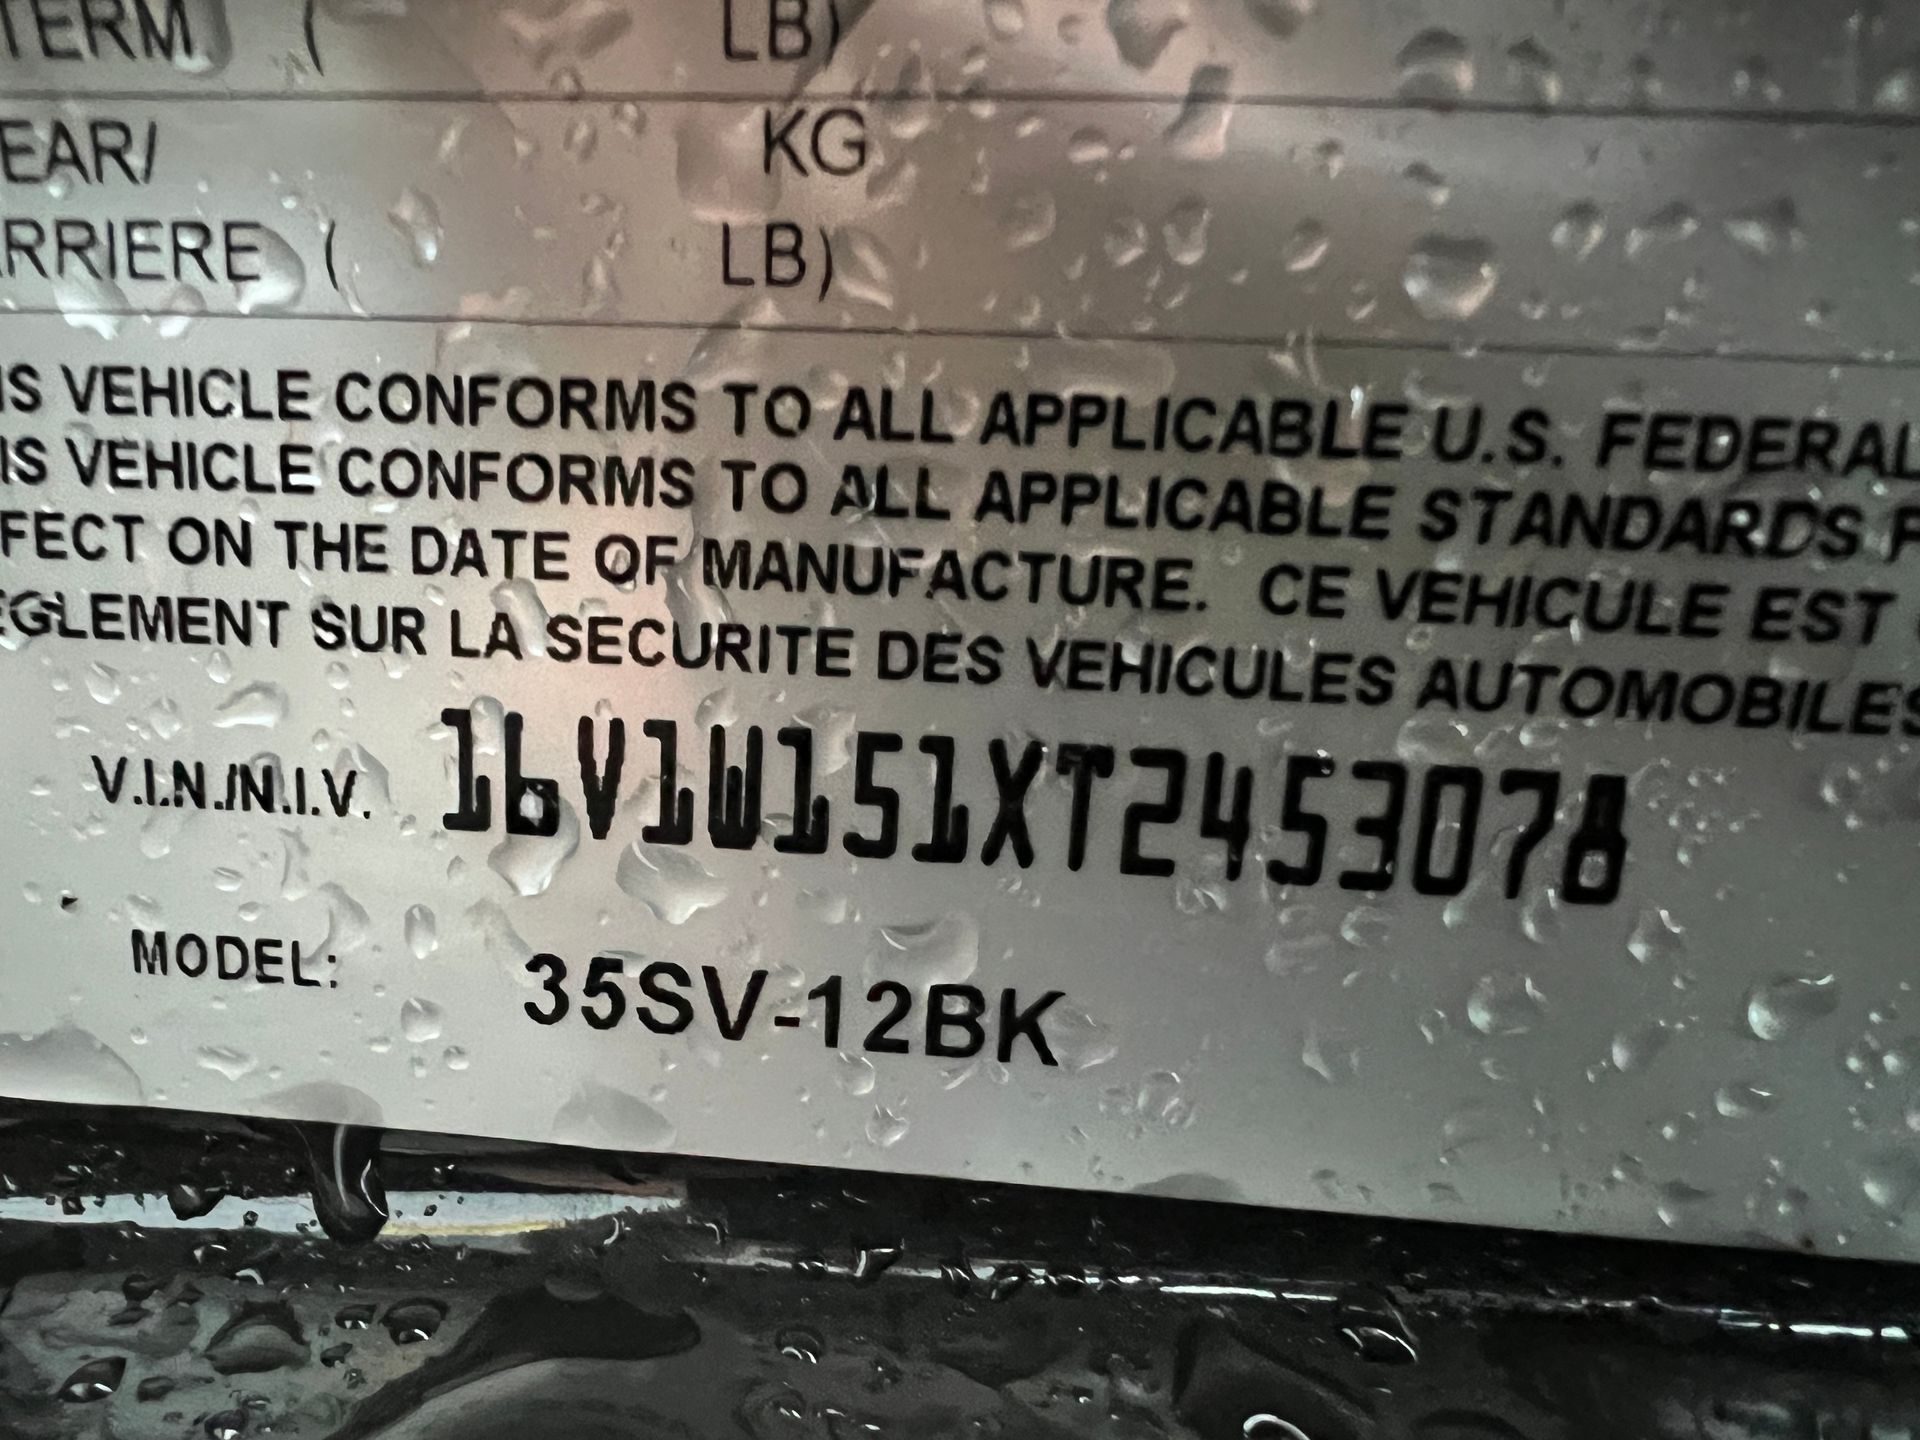 TERM ( LB)
EAR/ KG
RRIERE ( LB)
IS VEHICLE CONFORMS TO ALL APPLICABLE U.S. FEDERAL
IS VEHICLE CONFORMS TO ALL APPLICABLE STANDARDS F
FECT ON THE DATE OF MANUFACTURE. CE VEHICULE EST
EGLEMENT SUR LA SECURITE DES VEHICULES AUTOMOBILES
V.I.N./N.I.V. 16V1W151XT2453078
MODEL: 35SV-12BK